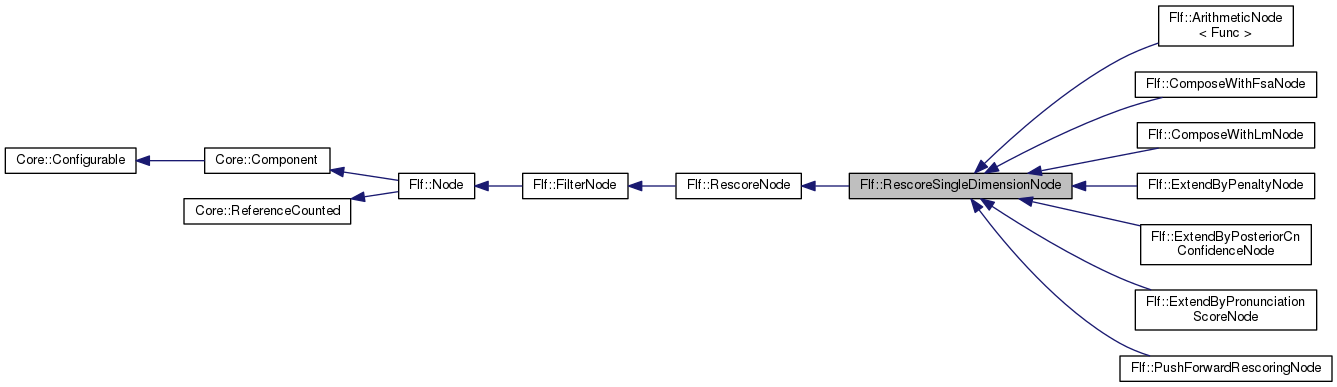 Flf::ArithmeticNode
< Func >
Flf::ComposeWithFsaNode
Flf::ComposeWithLmNode
Core::Configurable
Core::Component
Flf::Node
Flf::FilterNode
Flf::RescoreNode
Flf::RescoreSingleDimensionNode
Flf::ExtendByPenaltyNode
Core::ReferenceCounted
Flf::ExtendByPosteriorCn
ConfidenceNode
Flf::ExtendByPronunciation
ScoreNode
Flf::PushForwardRescoringNode